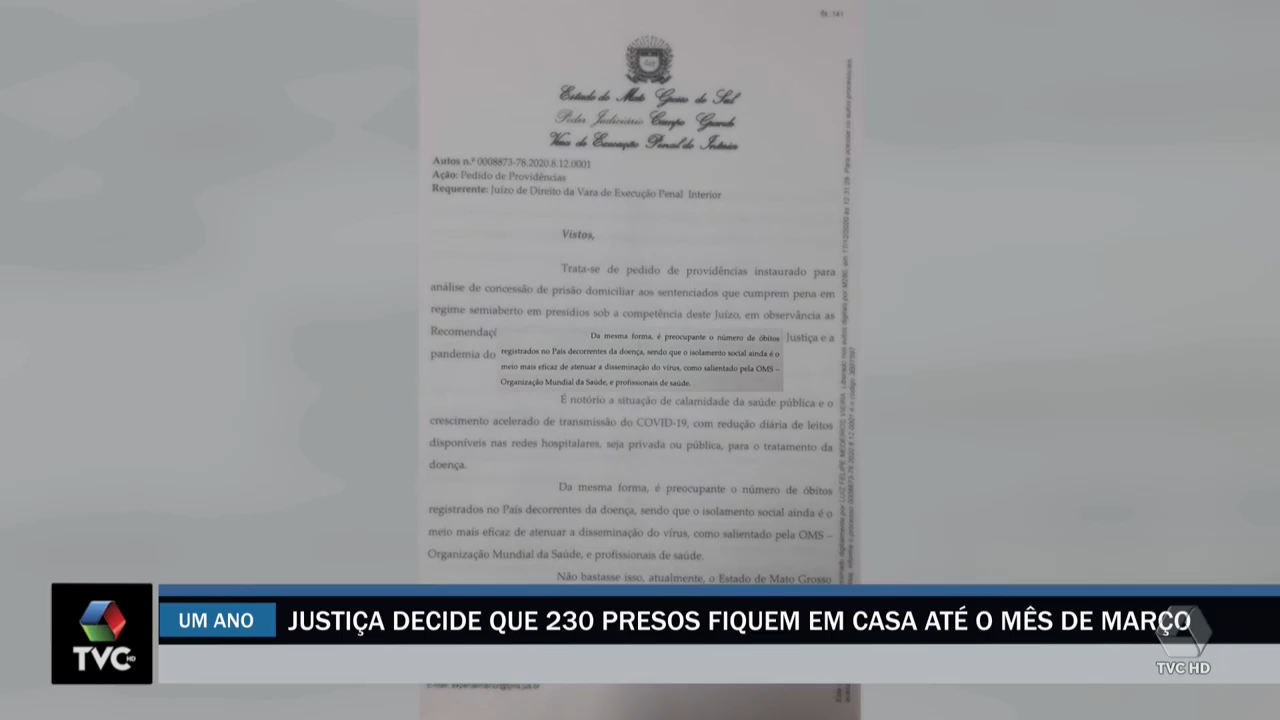 fls. 141
Estado de Mato Grosso do Sul
Poder Judiciário Campo Grande
Vara de Execução Penal do Interior
Autos n.º 0008873-78.2020.8.12.0001
Ação: Pedido de Providências
Requerente: Juízo de Direito da Vara de Execução Penal Interior
Vistos,
Trata-se de pedido de providências instaurado para
análise de concessão de prisão domiciliar aos sentenciados que cumprem pena em
regime semiaberto em presídios sob a competência deste Juízo, em observância as
Recomendaçí Justiça e a
pandemia do
Da mesma forma, é preocupante o número de óbitos
registrados no País decorrentes da doença, sendo que o isolamento social ainda é o
meio mais eficaz de atenuar a disseminação do vírus, como salientado pela OMS –
Organização Mundial da Saúde, e profissionais de saúde.
É notório a situação de calamidade da saúde pública e o
crescimento acelerado de transmissão do COVID-19, com redução diária de leitos
disponíveis nas redes hospitalares, seja privada ou pública, para o tratamento da
doença.
Da mesma forma, é preocupante o número de óbitos
registrados no País decorrentes da doença, sendo que o isolamento social ainda é o
meio mais eficaz de atenuar a disseminação do vírus, como salientado pela OMS –
Organização Mundial da Saúde, e profissionais de saúde.
Não bastasse isso, atualmente, o Estado de Mato Grosso
UM ANO
JUSTIÇA DECIDE QUE 230 PRESOS FIQUEM EM CASA ATÉ O MÊS DE MARÇO
TVC HD
TVC HD